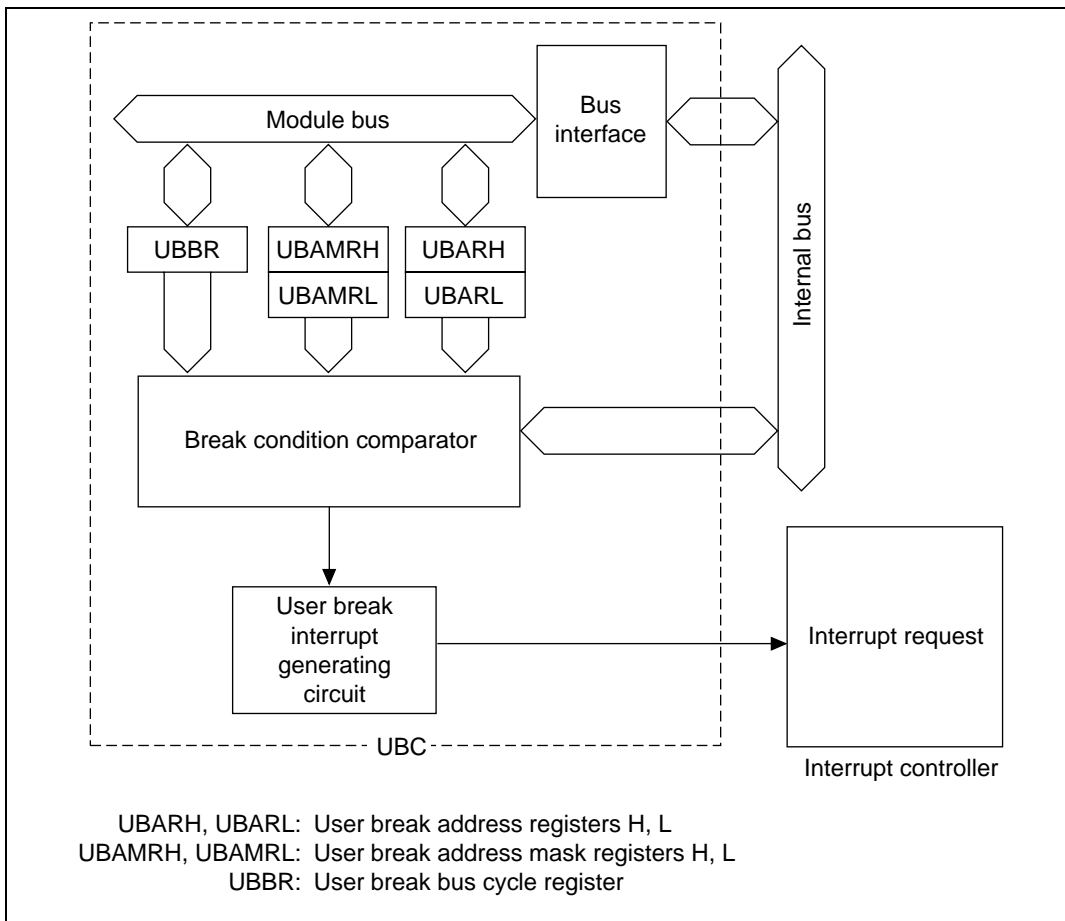 Bus
interface
Module bus
UBBR
UBAMRH
UBARH
UBAMRL
UBARL
Internal bus
Break condition comparator
User break
interrupt
generating
circuit
Interrupt request
UBC
Interrupt controller
UBARH, UBARL: User break address registers H, L
UBAMRH, UBAMRL: User break address mask registers H, L
UBBR: User break bus cycle register